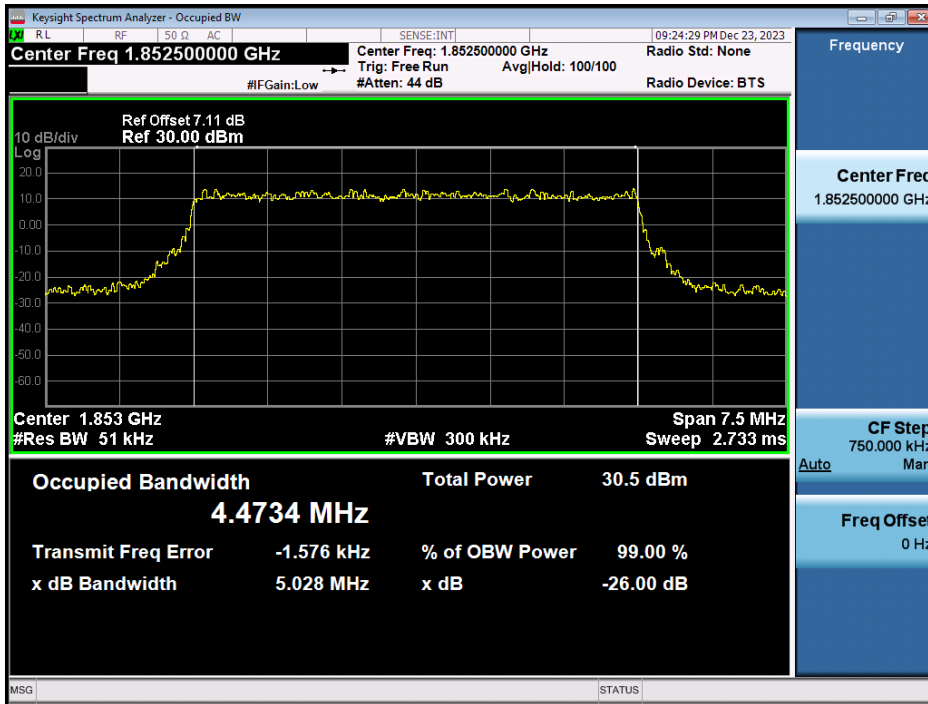 Keysight Spectrum Analyzer - Occupied BW
LXI RL RF 50 Ω AC SENSE:INT 09:24:29 PM Dec 23, 2023
Center Freq 1.852500000 GHz
Center Freq: 1.852500000 GHz Radio Std: None
Trig: Free Run Avg|Hold: 100/100
#IFGain:Low #Atten: 44 dB Radio Device: BTS
Ref Offset 7.11 dB
10 dB/div Ref 30.00 dBm
Log
20.0
10.0
0.00
-10.0
-20.0
-30.0
-40.0
-50.0
-60.0
Center 1.853 GHz Span 7.5 MHz
#Res BW 51 kHz #VBW 300 kHz Sweep 2.733 ms
Occupied Bandwidth Total Power 30.5 dBm
4.4734 MHz
Transmit Freq Error -1.576 kHz % of OBW Power 99.00 %
x dB Bandwidth 5.028 MHz x dB -26.00 dB
MSG STATUS
Frequency
Center Freq
1.852500000 GHz
CF Step
750.000 kHz
Auto Man
Freq Offset
0 Hz